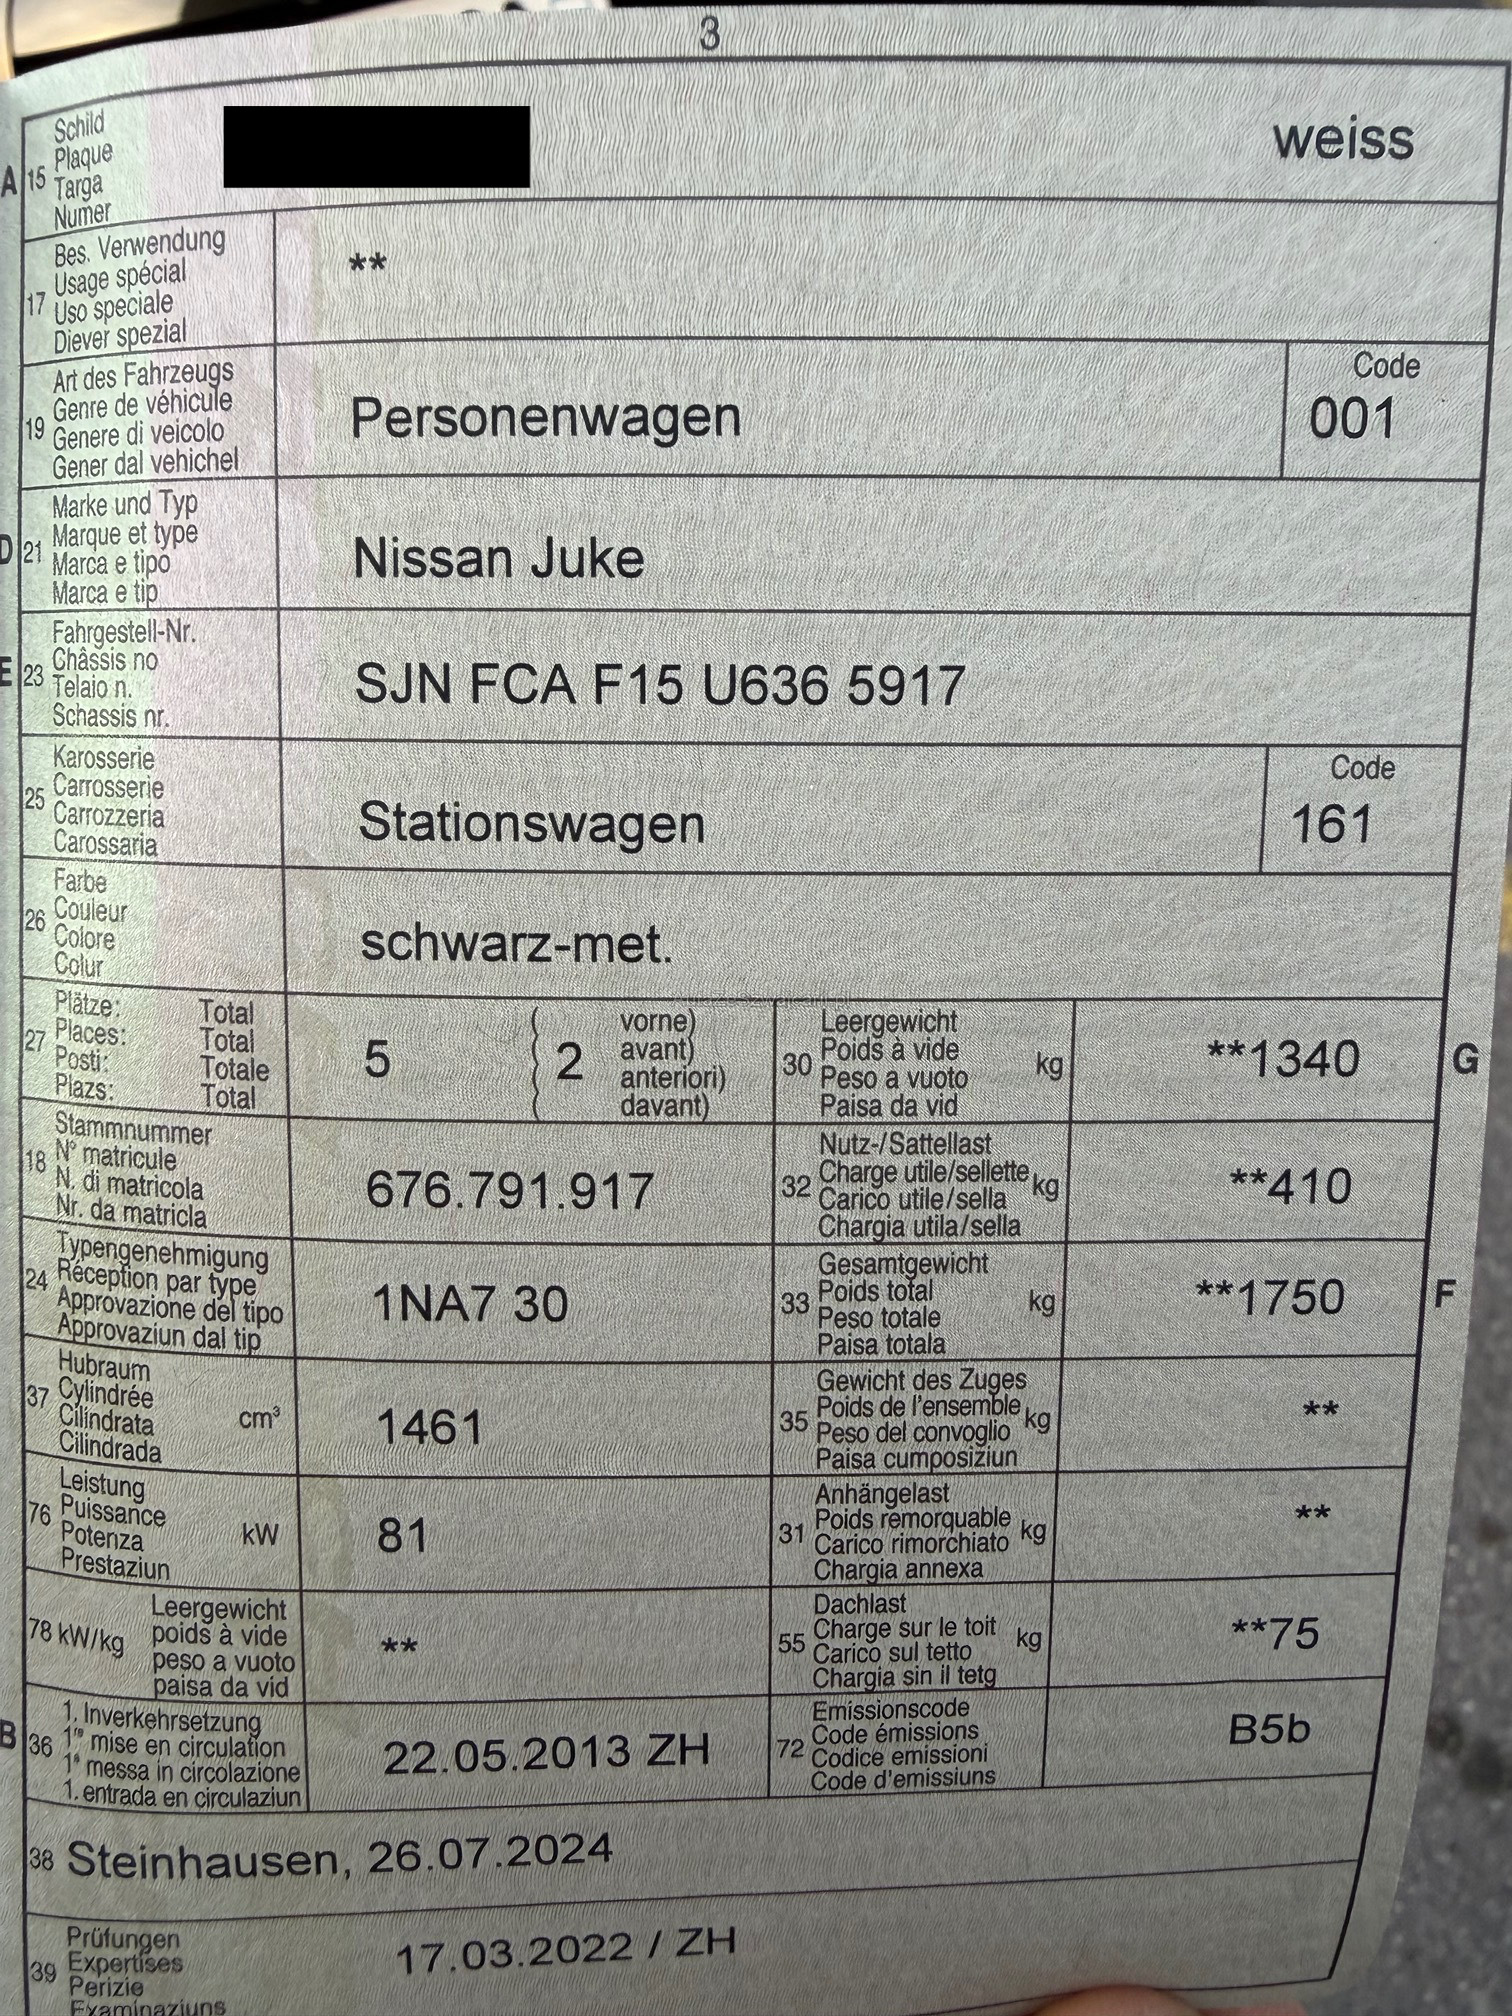 3
A 15 Schild
Plaque
Targa
Numer
weiss
17 Bes. Verwendung
Usage spécial
Uso speciale
Diever spezial
**
19 Art des Fahrzeugs
Genre de véhicule
Genere di veicolo
Gener dal vehichel
Personenwagen
Code
001
D 21 Marke und Typ
Marque et type
Marca e tipo
Marca e tip
Nissan Juke
E 23 Fahrgestell-Nr.
Châssis no
Telaio n.
Schassis nr.
SJN FCA F15 U636 5917
25 Karosserie
Carrosserie
Carrozzeria
Carossaria
Stationswagen
Code
161
26 Farbe
Couleur
Colore
Colur
schwarz-met.
27 Plätze: Total
Places: Total
Posti: Totale
Plazs: Total
5
( 2 vorne)
avant)
anteriori)
davant)
30 Leergewicht
Poids à vide
Peso a vuoto
Paisa da vid
kg
**1340
G
18 Stammnummer
N° matricule
N. di matricola
Nr. da matricla
676.791.917
32 Nutz-/Sattellast
Charge utile/sellette
Carico utile/sella
Chargia utila/sella
kg
**410
24 Typengenehmigung
Réception par type
Approvazione del tipo
Approvaziun dal tip
1NA7 30
33 Gesamtgewicht
Poids total
Peso totale
Paisa totala
kg
**1750
F
37 Hubraum
Cylindrée
Cilindrata
Cilindrada
cm³
1461
35 Gewicht des Zuges
Poids de l'ensemble
Peso del convoglio
Paisa cumposiziun
kg
**
76 Leistung
Puissance
Potenza
Prestaziun
kW
81
31 Anhängelast
Poids remorquable
Carico rimorchiato
Chargia annexa
kg
**
78 kW/kg
Leergewicht
poids à vide
peso a vuoto
paisa da vid
**
55 Dachlast
Charge sur le toit
Carico sul tetto
Chargia sin il tetg
kg
**75
B 36 1. Inverkehrsetzung
1re mise en circulation
1a messa in circolazione
1. entrada en circulaziun
22.05.2013 ZH
72 Emissionscode
Code émissions
Codice emissioni
Code d'emissiuns
B5b
38 Steinhausen, 26.07.2024
39 Prüfungen
Expertises
Perizie
Examinaziuns
17.03.2022 / ZH